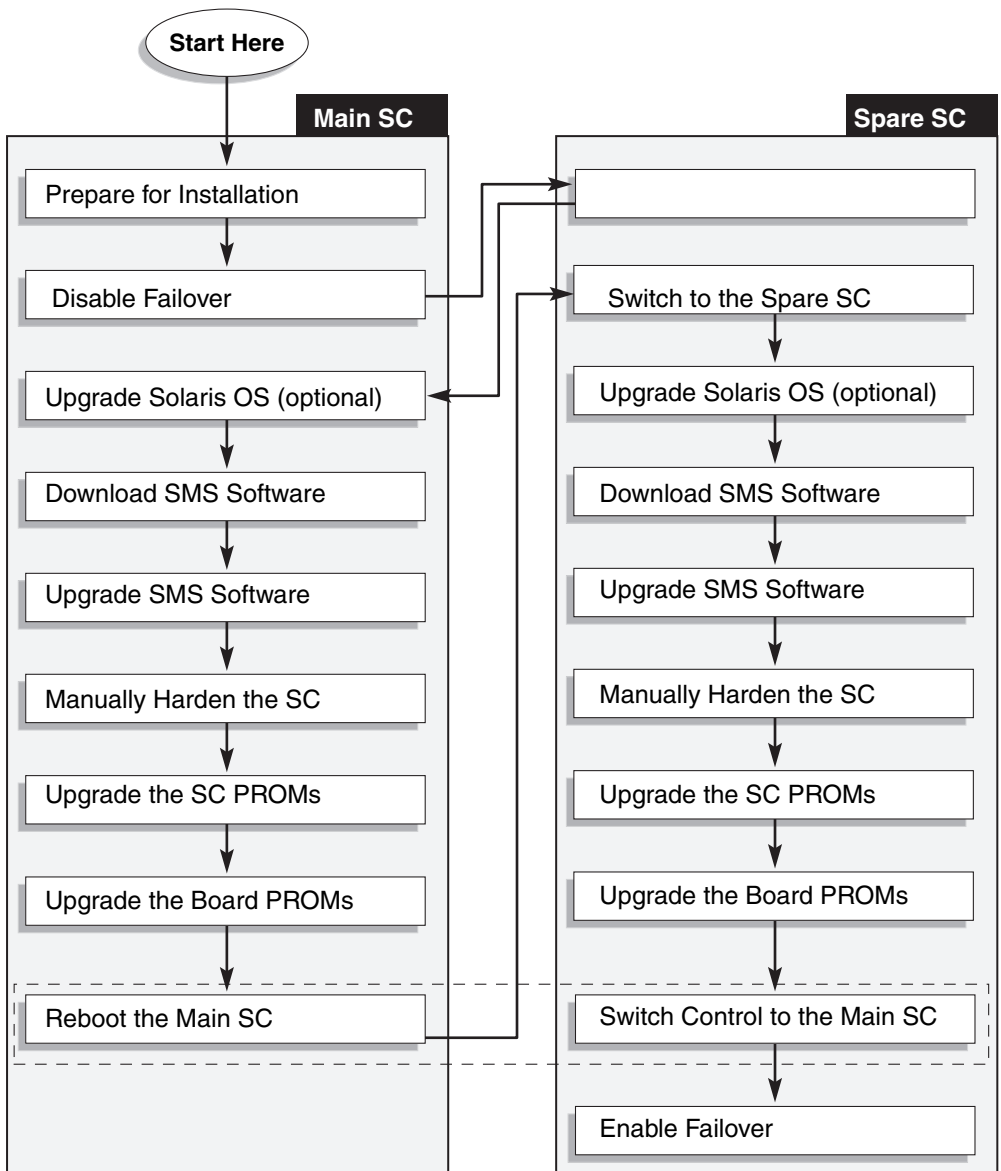 Start Here
Main SC
Prepare for Installation
Disable Failover
Upgrade Solaris OS (optional)
Download SMS Software
Upgrade SMS Software
Manually Harden the SC
Upgrade the SC PROMs
Upgrade the Board PROMs
Reboot the Main SC
Spare SC
Switch to the Spare SC
Upgrade Solaris OS (optional)
Download SMS Software
Upgrade SMS Software
Manually Harden the SC
Upgrade the SC PROMs
Upgrade the Board PROMs
Switch Control to the Main SC
Enable Failover